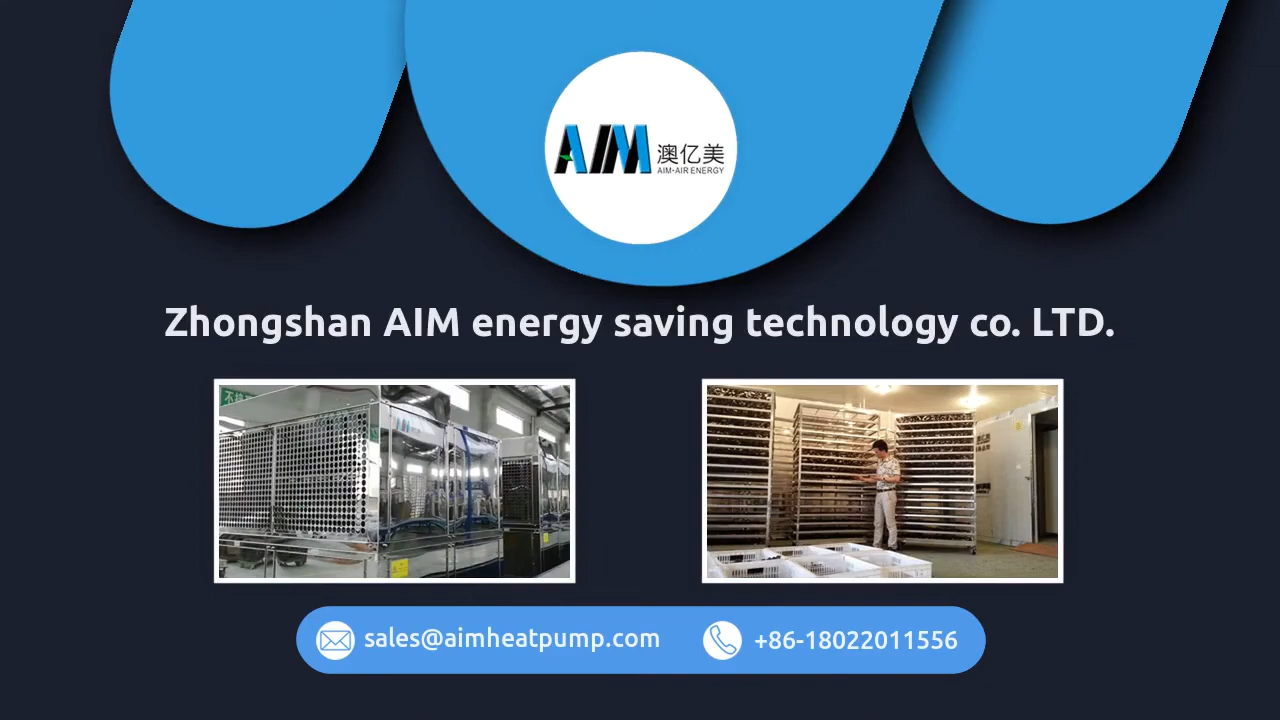 AIM 澳亿美
AIM·AIR ENERGY
Zhongshan AIM energy saving technology co. LTD.
AIM
sales@aimheatpump.com
+86-18022011556